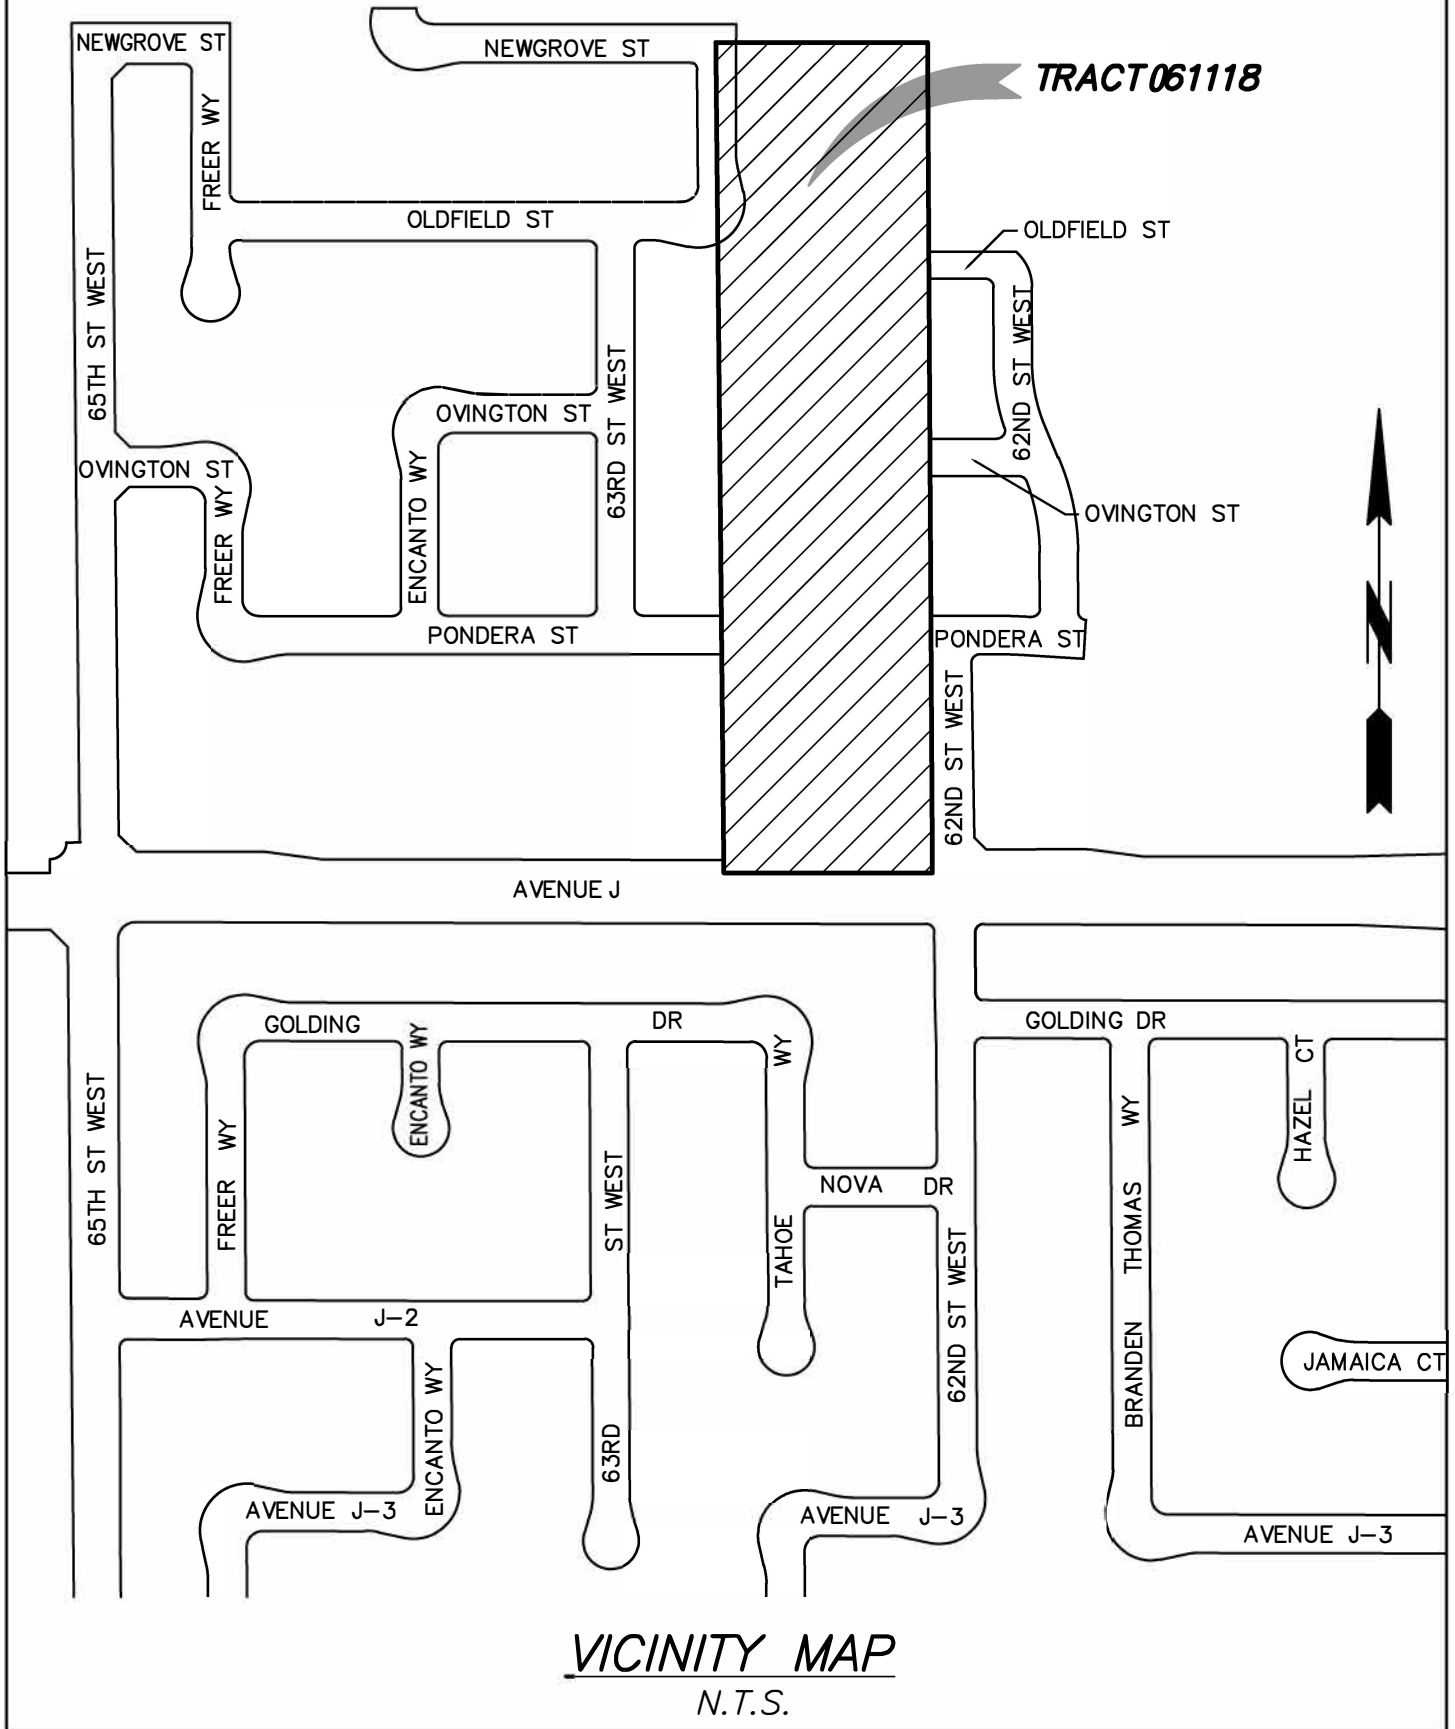 NEWGROVE ST
NEWGROVE ST
TRACT 061118
FREER WY
OLDFIELD ST
OLDFIELD ST
65TH ST WEST
62ND ST WEST
63RD ST WEST
OVINGTON ST
OVINGTON ST
FREER WY
ENCANTO WY
OVINGTON ST
N
PONDERA ST
PONDERA ST
62ND ST WEST
AVENUE J
GOLDING DR
GOLDING DR
ENCANTO WY
TAHOE WY
HAZEL CT
65TH ST WEST
FREER WY
63RD ST WEST
NOVA DR
BRANDEN THOMAS WY
62ND ST WEST
AVENUE J-2
JAMAICA CT
ENCANTO WY
AVENUE J-3
AVENUE J-3
AVENUE J-3
VICINITY MAP
N.T.S.